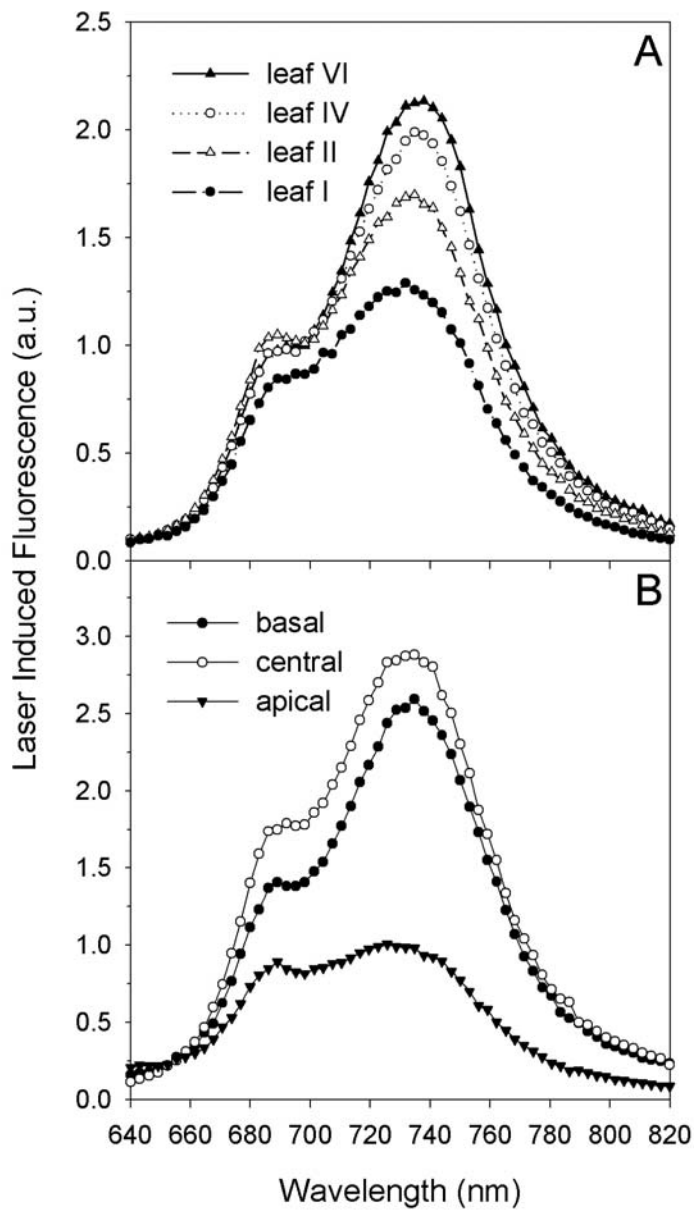 A
leaf VI
leaf IV
leaf II
leaf I
2.5
2.0
1.5
1.0
0.5
0.0
Laser Induced Fluorescence (a.u.)
B
basal
central
apical
3.0
2.5
2.0
1.5
1.0
0.5
0.0
640 660 680 700 720 740 760 780 800 820
Wavelength (nm)